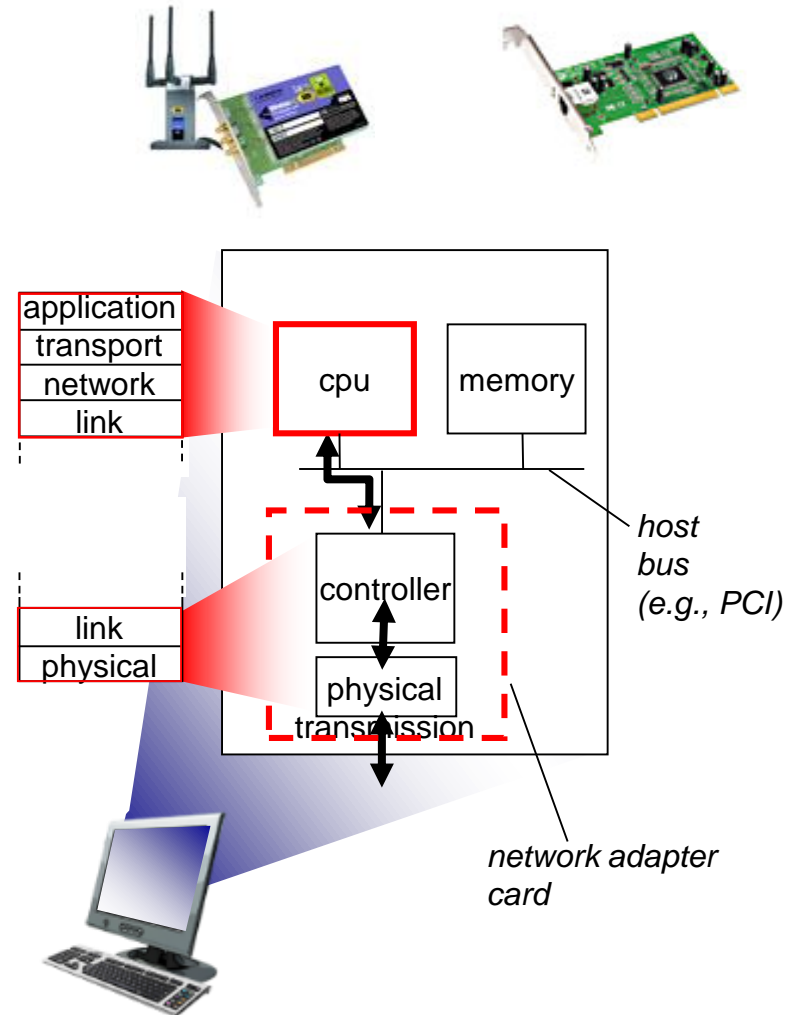 application
transport
network
link
cpu
memory
host
bus
(e.g., PCI)
controller
link
physical
physical
transmission
network adapter
card